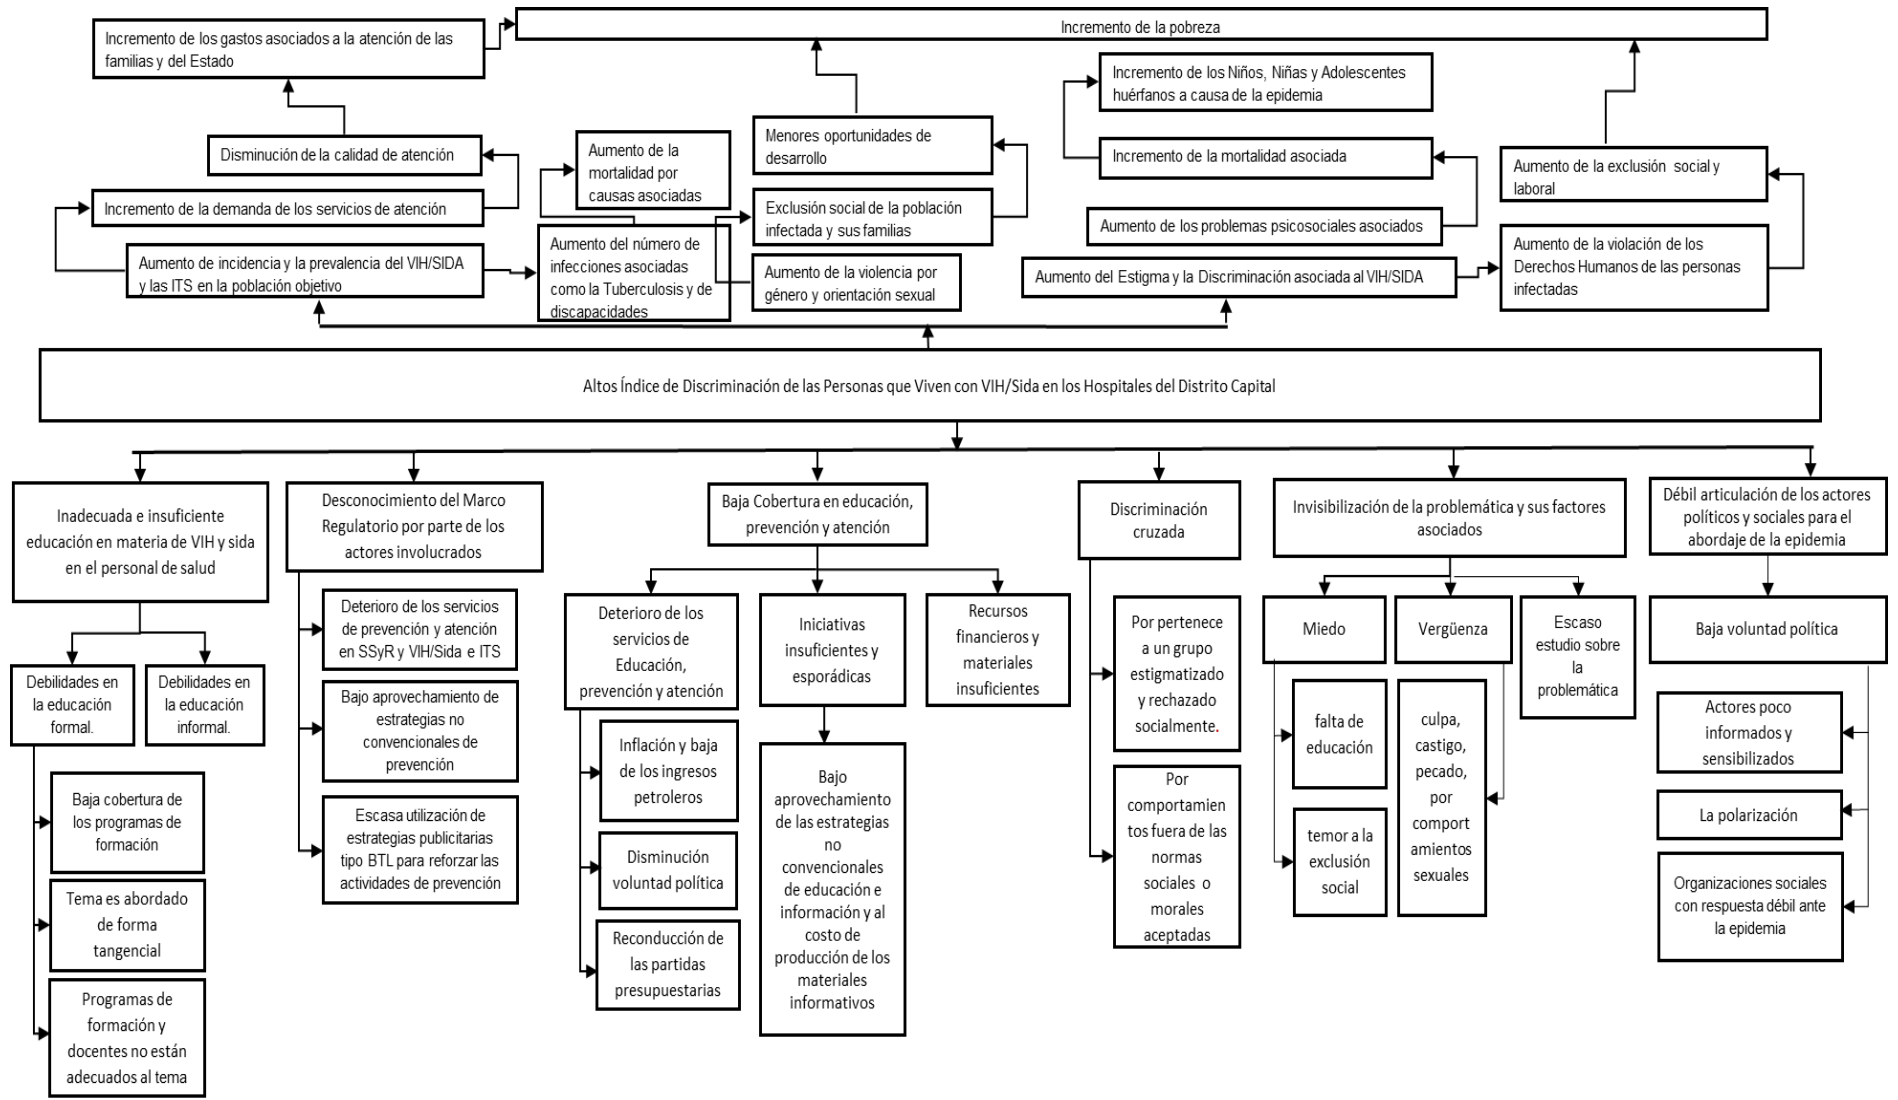 Incremento de la pobreza
Incremento de los gastos asociados a la atención de las
familias y del Estado
Incremento de los Niños, Niñas y Adolescentes
huérfanos a causa de la epidemia
Disminución de la calidad de atención
Aumento de la
mortalidad por
causas asociadas
Menores oportunidades de
desarrollo
Incremento de la mortalidad asociada
Aumento de la exclusión social y
laboral
Incremento de la demanda de los servicios de atención
Exclusión social de la población
infectada y sus familias
Aumento de los problemas psicosociales asociados
Aumento de incidencia y la prevalencia del VIH/SIDA
y las ITS en la población objetivo
Aumento del número de
infecciones asociadas
como la Tuberculosis y de
discapacidades
Aumento de la violencia por
género y orientación sexual
Aumento del Estigma y la Discriminación asociada al VIH/SIDA
Aumento de la violación de los
Derechos Humanos de las personas
infectadas
Altos Índice de Discriminación de las Personas que Viven con VIH/Sida en los Hospitales del Distrito Capital
Inadecuada e insuficiente
educación en materia de VIH y sida
en el personal de salud
Desconocimiento del Marco
Regulatorio por parte de los
actores involucrados
Baja Cobertura en educación,
prevención y atención
Discriminación
cruzada
Invisibilización de la problemática y sus factores
asociados
Débil articulación de los actores
políticos y sociales para el
abordaje de la epidemia
Debilidades en
la educación
formal.
Debilidades en
la educación
informal.
Baja cobertura de
los programas de
formación
Tema es abordado
de forma
tangencial
Programas de
formación y
docentes no están
adecuados al tema
Deterioro de los servicios
de prevención y atención
en SSyR y VIH/Sida e ITS
Bajo aprovechamiento de
estrategias no
convencionales de
prevención
Escasa utilización de
estrategias publicitarias
tipo BTL para reforzar las
actividades de prevención
Deterioro de los
servicios de
Educación,
prevención y atención
Iniciativas
insuficientes y
esporádicas
Recursos
financieros y
materiales
insuficientes
Inflación y baja
de los ingresos
petroleros
Disminución
voluntad política
Reconducción de
las partidas
presupuestarias
Bajo
aprovechamiento
de las estrategias
no
convencionales
de educación e
información y al
costo de
producción de los
materiales
informativos
Por pertenece
a un grupo
estigmatizado
y rechazado
socialmente.
Por
comportamien
tos fuera de las
normas
sociales o
morales
aceptadas
Miedo
Vergüenza
Escaso
estudio sobre
la
problemática
falta de
educación
temor a la
exclusión
social
culpa,
castigo,
pecado,
por
comport
amientos
sexuales
Baja voluntad política
Actores poco
informados y
sensibilizados
La polarización
Organizaciones sociales
con respuesta débil ante
la epidemia